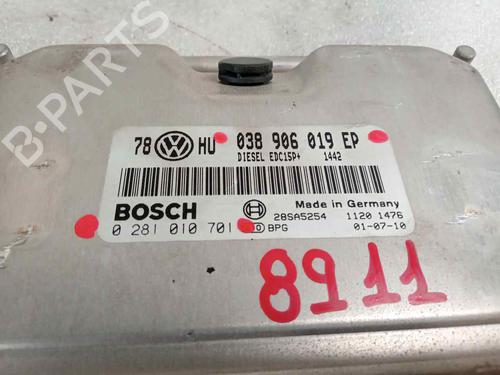 B-PARTS
78 VW HU 038 906 019 EP
DIESEL EDC15P+ 1442
BOSCH
Made in Germany
28SA5254 1120 1476
0 281 010 701 BPG 01-07-10
8911